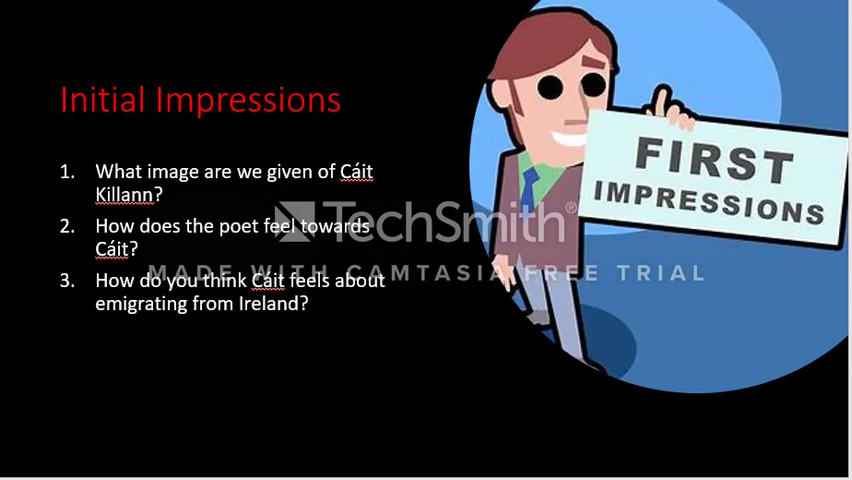 Initial Impressions
1. What image are we given of Cáit
Killann?
2. How does the poet feel towards
Cáit?
3. How do you think Cáit feels about
emigrating from Ireland?
FIRST
IMPRESSIONS
TechSmith®
MADE WITH CAMTASIA FREE TRIAL